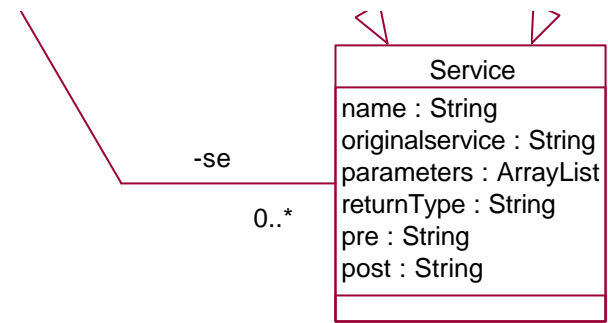 Service
name : String
originalservice : String
parameters : ArrayList
returnType : String
pre : String
post : String
-se
0..*